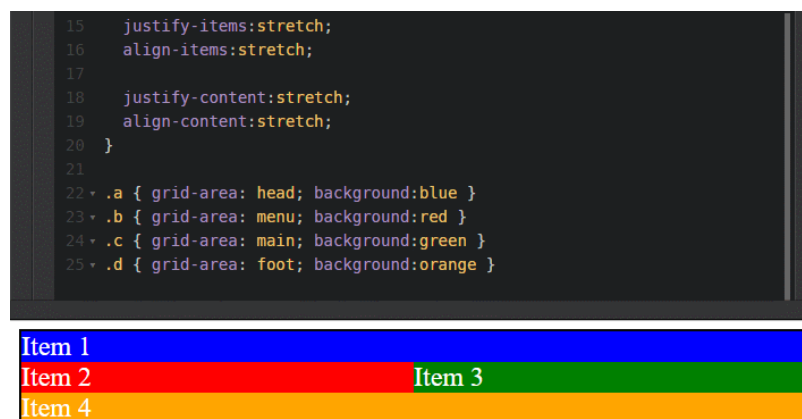 15 justify-items:stretch;
16 align-items:stretch;
17
18 justify-content:stretch;
19 align-content:stretch;
20 }
21
22 .a { grid-area: head; background:blue }
23 .b { grid-area: menu; background:red }
24 .c { grid-area: main; background:green }
25 .d { grid-area: foot; background:orange }
Item 1
Item 2 Item 3
Item 4